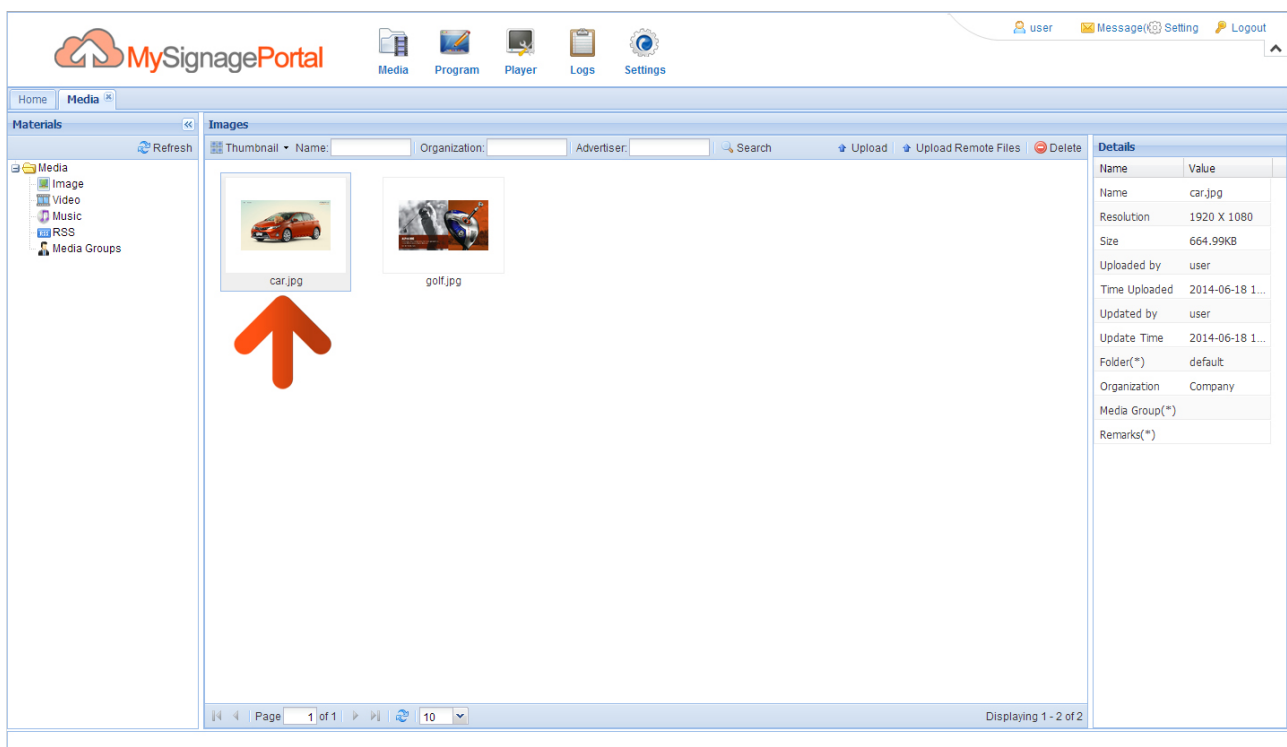 user Message( Setting Logout
MySignagePortal
Media Program Player Logs Settings
Home Media
Materials
Refresh
Media
Image
Video
Music
RSS
Media Groups
Images
Thumbnail Name: Organization: Advertiser: Search Upload Upload Remote Files Delete
car.jpg golf.jpg
Page 1 of 1 10 Displaying 1 - 2 of 2
Details
Name Value
Name car.jpg
Resolution 1920 X 1080
Size 664.99KB
Uploaded by user
Time Uploaded 2014-06-18 1...
Updated by user
Update Time 2014-06-18 1...
Folder(*) default
Organization Company
Media Group(*)
Remarks(*)